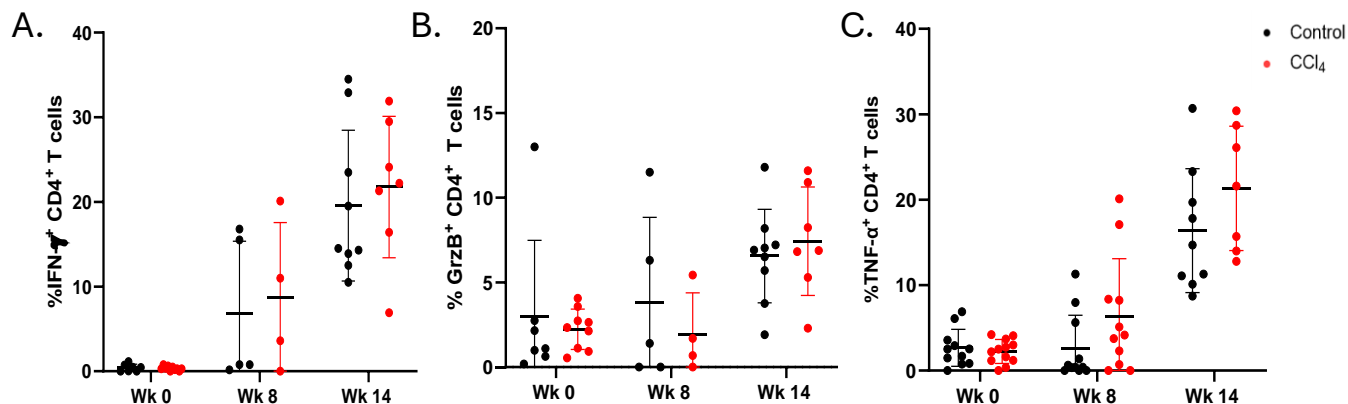 A.
%IFN-γ⁺ CD4⁺ T cells
40
30
20
10
0
Wk 0
Wk 8
Wk 14
B.
% GrzB⁺ CD4⁺ T cells
20
15
10
5
0
Wk 0
Wk 8
Wk 14
C.
%TNF-α⁺ CD4⁺ T cells
40
30
20
10
0
Wk 0
Wk 8
Wk 14
Control
CCl₄